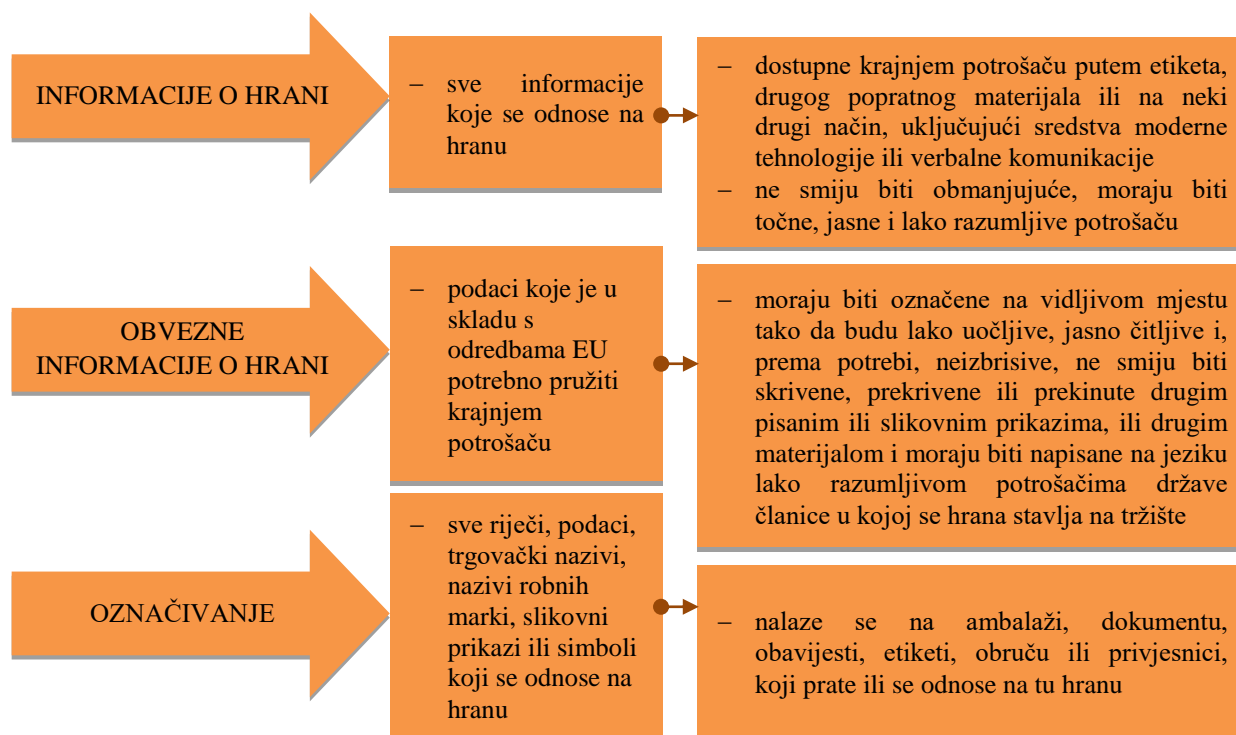 INFORMACIJE O HRANI
– sve informacije
koje se odnose na
hranu
– dostupne krajnjem potrošaču putem etiketa,
drugog popratnog materijala ili na neki
drugi način, uključujući sredstva moderne
tehnologije ili verbalne komunikacije
– ne smiju biti obmanjujuće, moraju biti
točne, jasne i lako razumljive potrošaču
OBVEZNE
INFORMACIJE O HRANI
– podaci koje je u
skladu s
odredbama EU
potrebno pružiti
krajnjem
potrošaču
– moraju biti označene na vidljivom mjestu
tako da budu lako uočljive, jasno čitljive i,
prema potrebi, neizbrisive, ne smiju biti
skrivene, prekrivene ili prekinute drugim
pisanim ili slikovnim prikazima, ili drugim
materijalom i moraju biti napisane na jeziku
lako razumljivom potrošačima države
članice u kojoj se hrana stavlja na tržište
OZNAČIVANJE
– sve riječi, podaci,
trgovački nazivi,
nazivi robnih
marki, slikovni
prikazi ili simboli
koji se odnose na
hranu
– nalaze se na ambalaži, dokumentu,
obavijesti, etiketi, obruču ili privjesnici,
koji prate ili se odnose na tu hranu